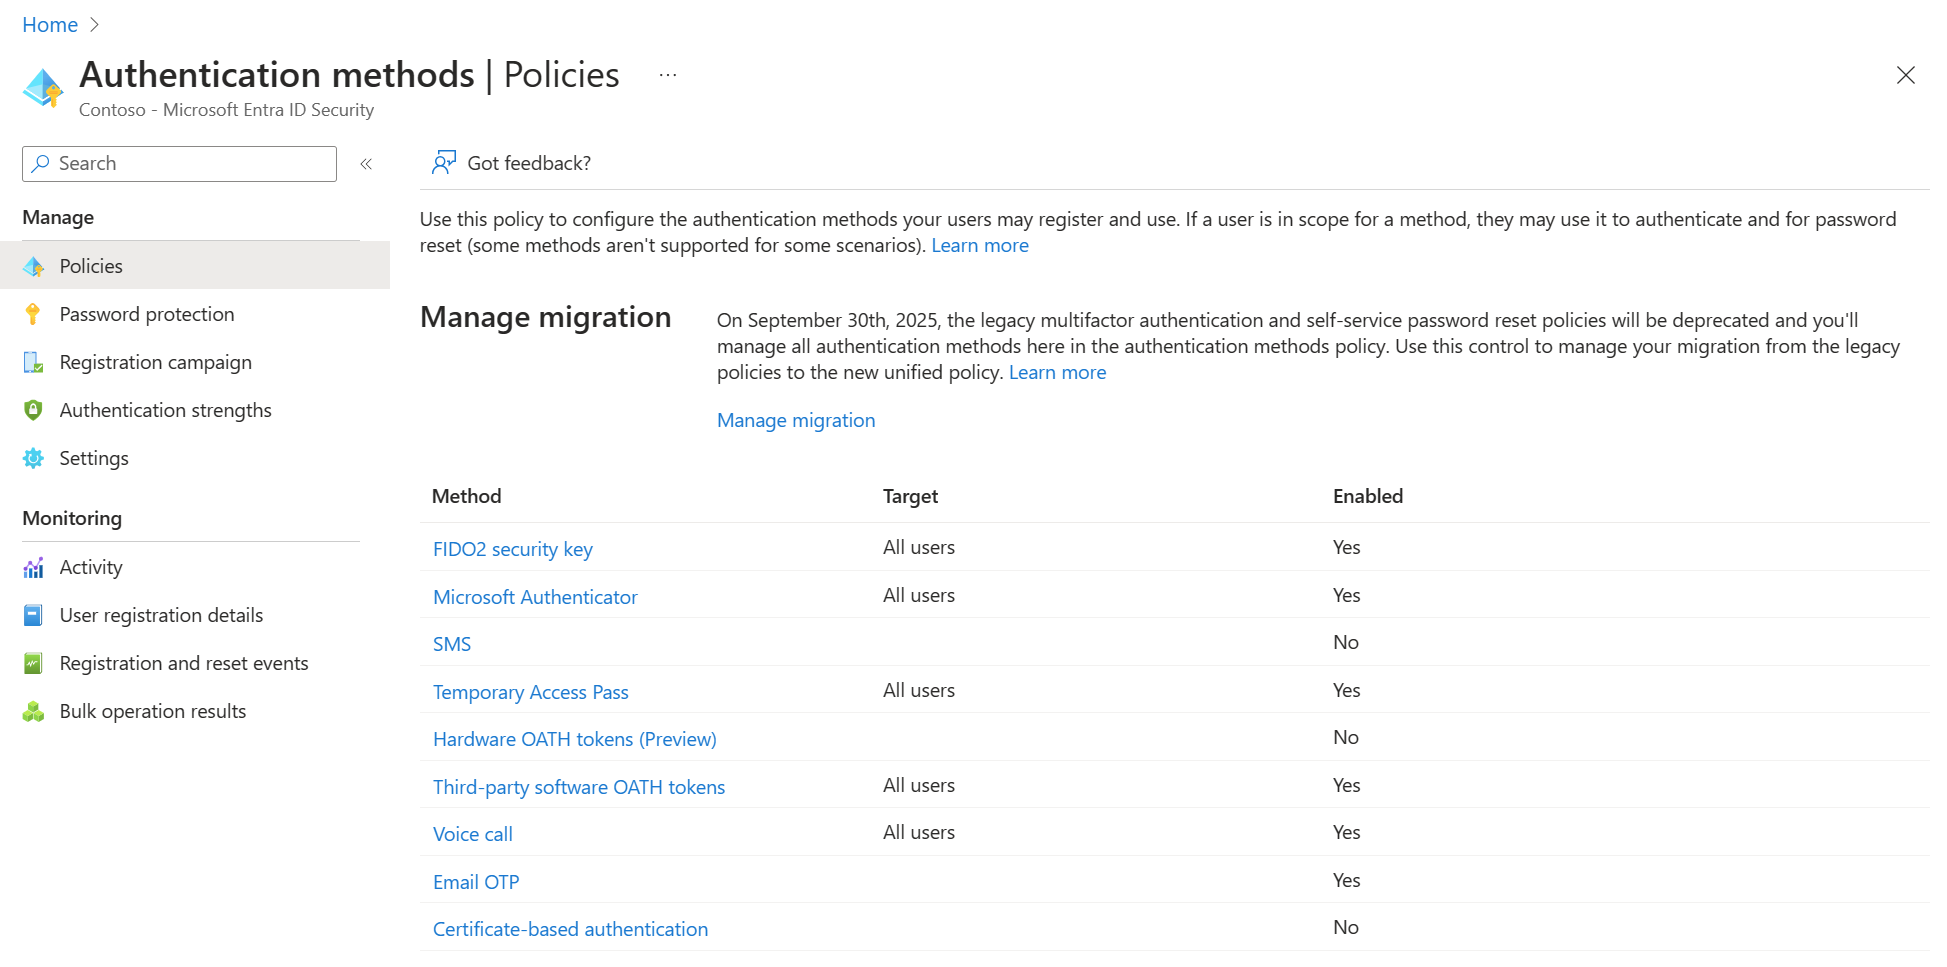 Home
Authentication methods | Policies ...
Contoso - Microsoft Entra ID Security
Search
Manage
Policies
Password protection
Registration campaign
Authentication strengths
Settings
Monitoring
Activity
User registration details
Registration and reset events
Bulk operation results
Got feedback?
Use this policy to configure the authentication methods your users may register and use. If a user is in scope for a method, they may use it to authenticate and for password
reset (some methods aren't supported for some scenarios). Learn more
Manage migration
On September 30th, 2025, the legacy multifactor authentication and self-service password reset policies will be deprecated and you'll
manage all authentication methods here in the authentication methods policy. Use this control to manage your migration from the legacy
policies to the new unified policy. Learn more
Manage migration
Method Target Enabled
FIDO2 security key All users Yes
Microsoft Authenticator All users Yes
SMS No
Temporary Access Pass All users Yes
Hardware OATH tokens (Preview) No
Third-party software OATH tokens All users Yes
Voice call All users Yes
Email OTP Yes
Certificate-based authentication No